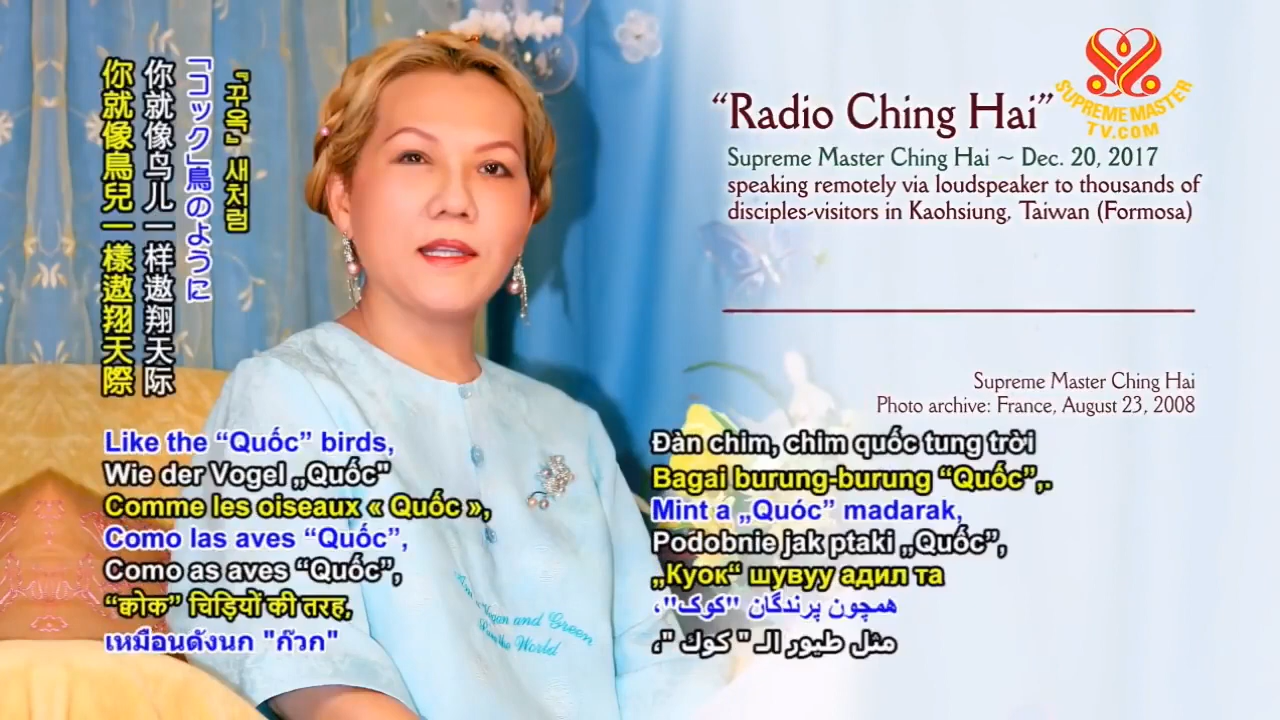 『꾸옥』 새처럼
「コック」鳥のように
你就像鸟儿一样遨翔天际
你就像鳥兒一樣遨翔天際
“Radio Ching Hai”
SUPREME MASTER
TV.COM
Supreme Master Ching Hai ~ Dec. 20, 2017
speaking remotely via loudspeaker to thousands of
disciples-visitors in Kaohsiung, Taiwan (Formosa)
Supreme Master Ching Hai
Photo archive: France, August 23, 2008
Like the “Quốc” birds,
Wie der Vogel „Quốc"
Comme les oiseaux « Quốc »,
Como las aves “Quốc”,
Como as aves “Quốc”,
“क्वोक” चिड़ियों की तरह,
เหมือนดังนก "ก๊วก"
Đàn chim, chim quốc tung trời
Bagai burung-burung “Quốc”,.
Mint a „Quóc” madarak,
Podobnie jak ptaki „Quốc”,
„Куок“ шувуу адил та
همچون پرندگان "کوک"،
مثل طيور الـ " كوك "،
and Green
the World